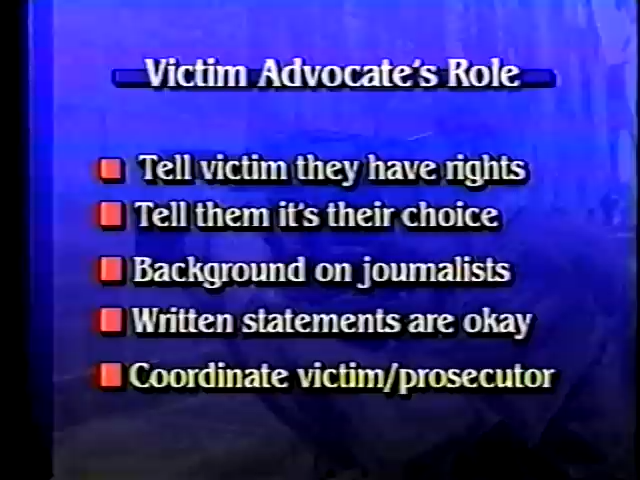 Victim Advocate's Role
Tell victim they have rights
Tell them it's their choice
Background on journalists
Written statements are okay
Coordinate victim/prosecutor